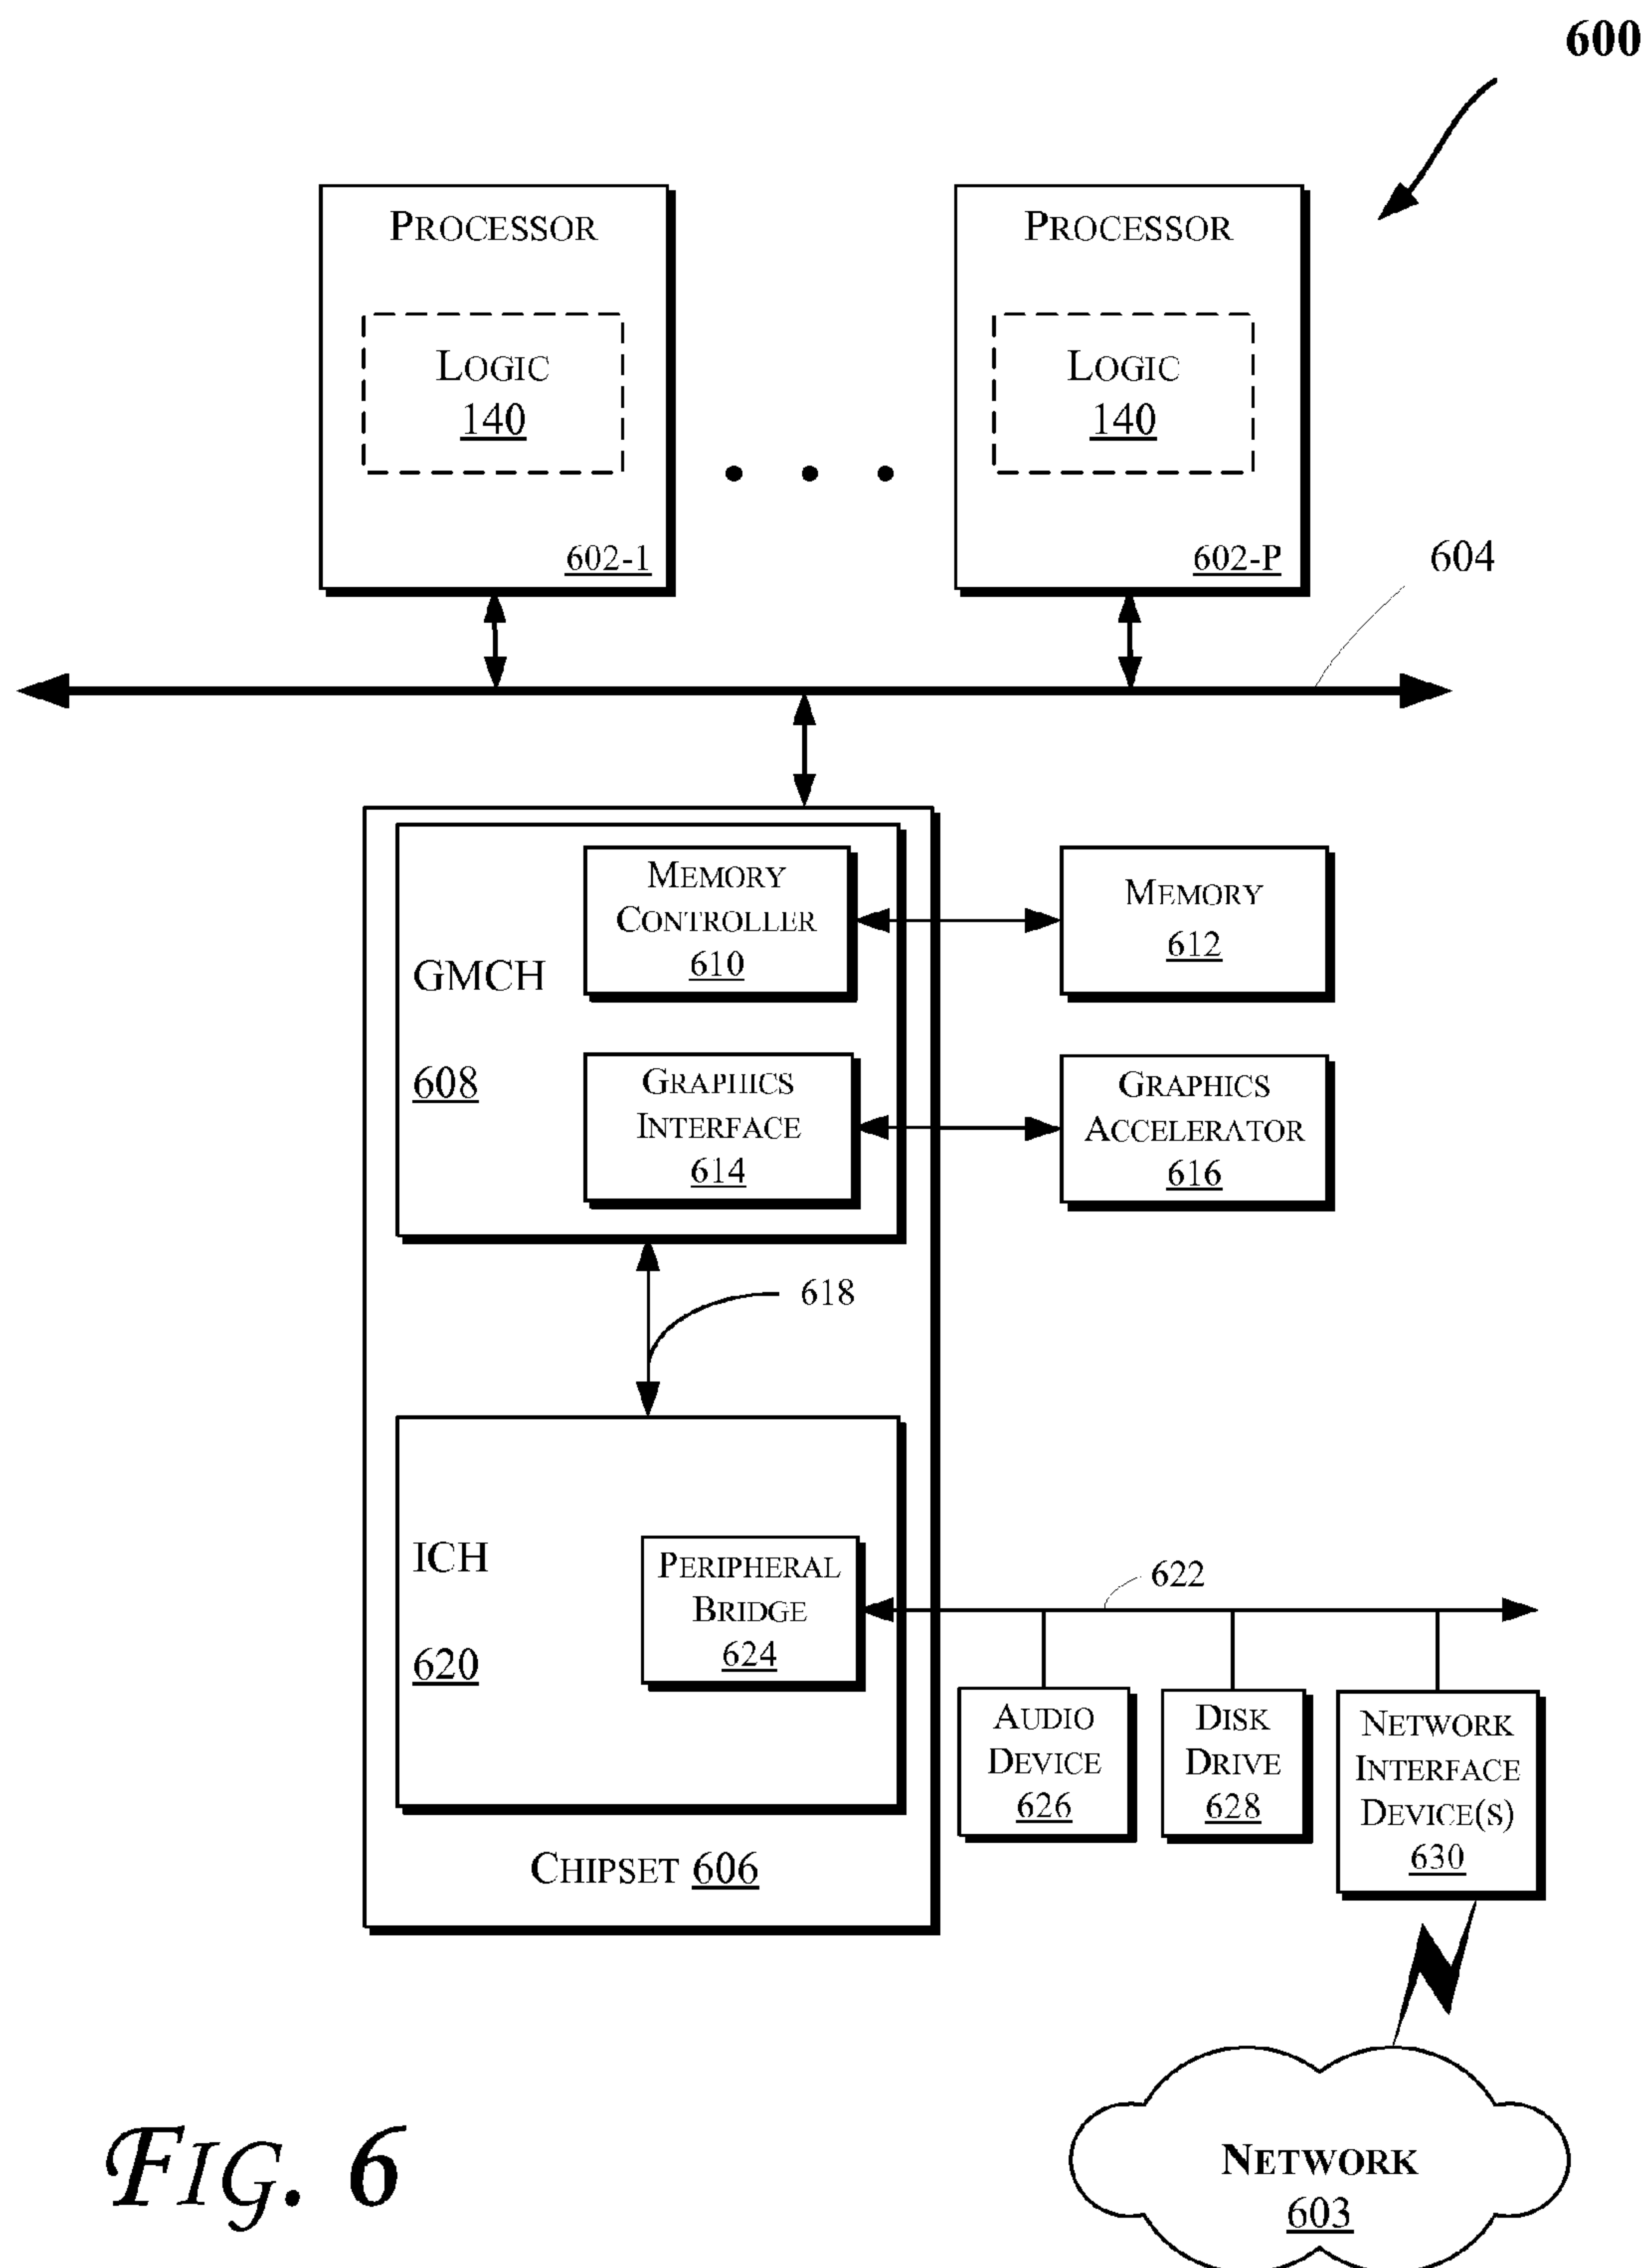 600
PROCESSOR
LOGIC
140
602-1
PROCESSOR
LOGIC
140
602-P
604
MEMORY
CONTROLLER
610
GMCH
608
GRAPHICS
INTERFACE
614
MEMORY
612
GRAPHICS
ACCELERATOR
616
618
ICH
620
PERIPHERAL
BRIDGE
624
622
AUDIO
DEVICE
626
DISK
DRIVE
628
NETWORK
INTERFACE
DEVICE(S)
630
CHIPSET 606
NETWORK
603
FIG. 6